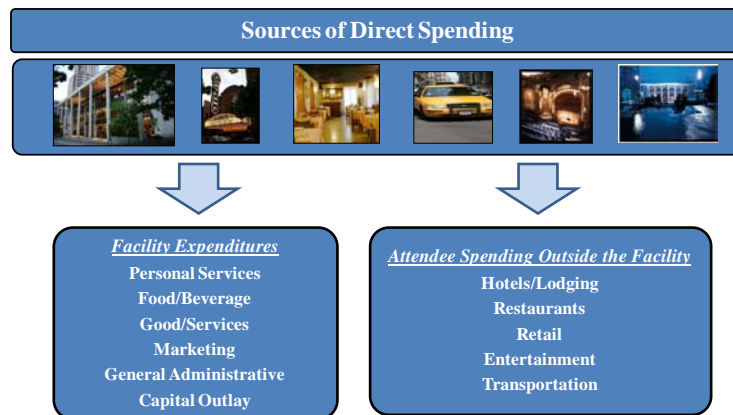 Sources of Direct Spending
Facility Expenditures
Personal Services
Food/Beverage
Good/Services
Marketing
General Administrative
Capital Outlay
Attendee Spending Outside the Facility
Hotels/Lodging
Restaurants
Retail
Entertainment
Transportation